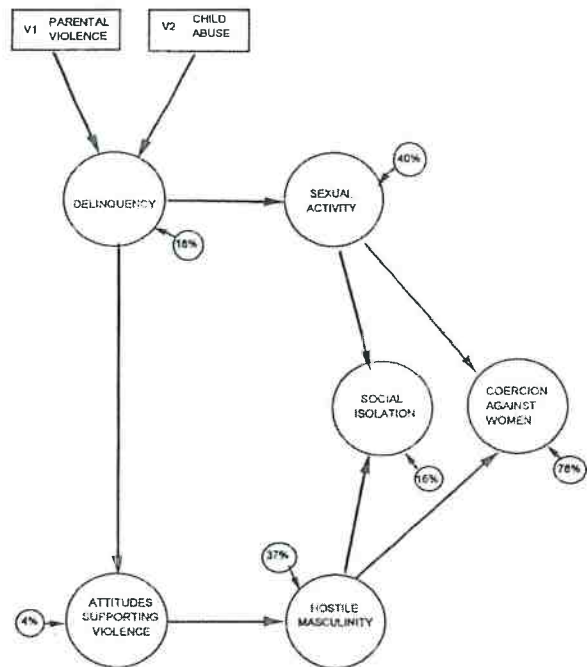 V1 PARENTAL
VIOLENCE
V2 CHILD
ABUSE
DELINQUENCY
18%
SEXUAL
ACTIVITY
40%
SOCIAL
ISOLATION
16%
COERCION
AGAINST
WOMEN
78%
ATTITUDES
SUPPORTING
VIOLENCE
4%
HOSTILE
MASCULINITY
37%